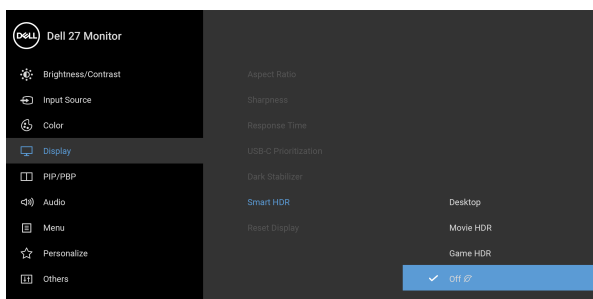 DELL
Dell 27 Monitor
Brightness/Contrast
Input Source
Color
Display
PIP/PBP
Audio
Menu
Personalize
Others
Aspect Ratio
Sharpness
Response Time
USB-C Prioritization
Dark Stabilizer
Smart HDR
Reset Display
Desktop
Movie HDR
Game HDR
Off